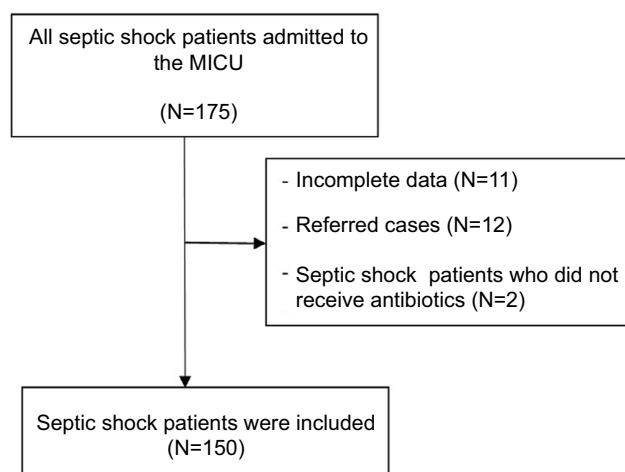 All septic shock patients admitted to
the MICU
(N=175)
- Incomplete data (N=11)
- Referred cases (N=12)
- Septic shock patients who did not
receive antibiotics (N=2)
Septic shock patients were included
(N=150)